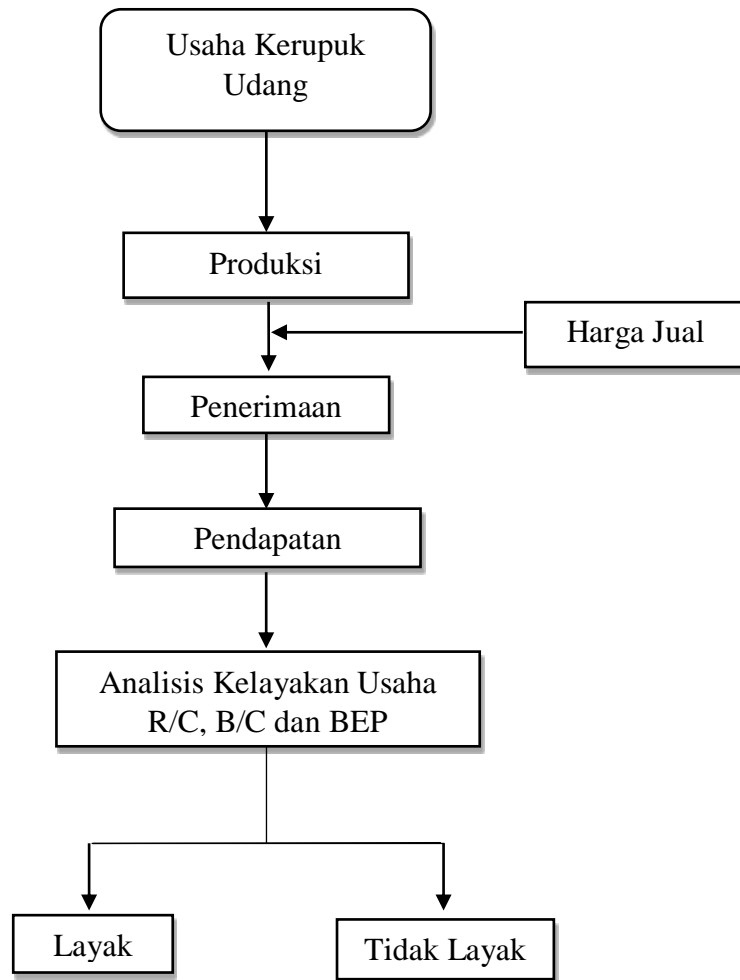 Usaha Kerupuk
Udang
Produksi
Harga Jual
Penerimaan
Pendapatan
Analisis Kelayakan Usaha
R/C, B/C dan BEP
Layak
Tidak Layak